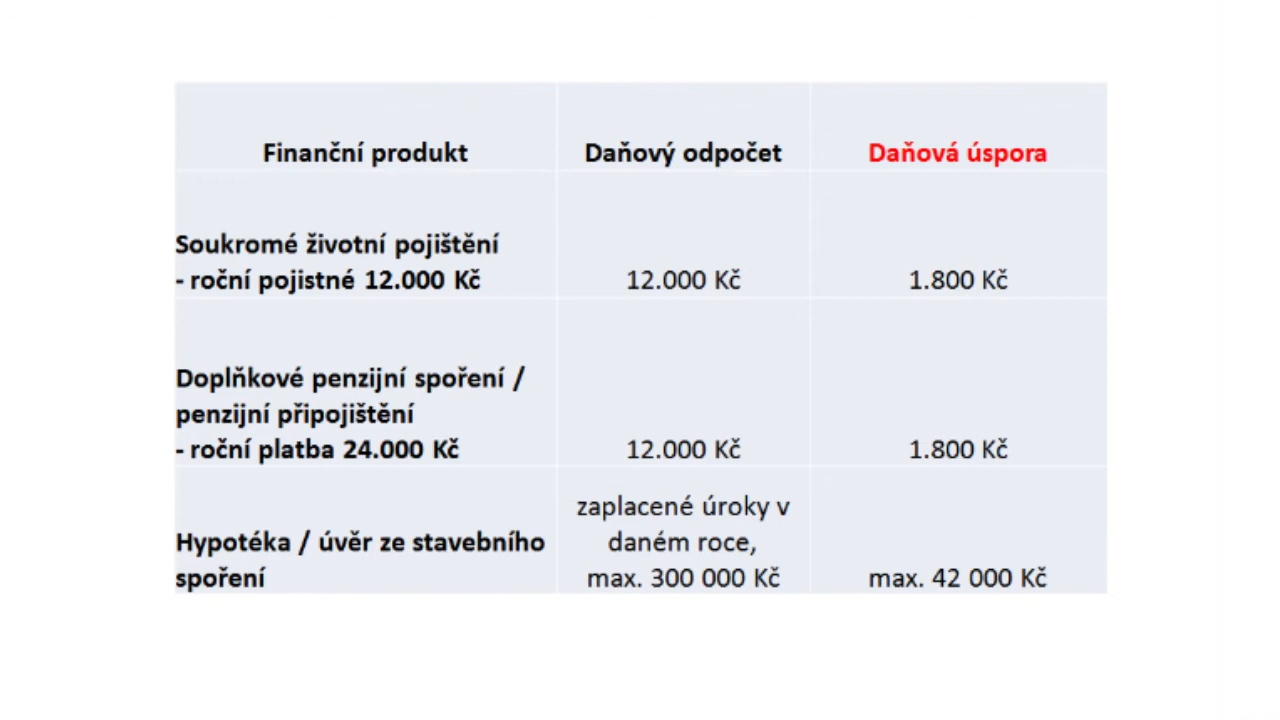 Finanční produkt
Daňový odpočet
Daňová úspora
Soukromé životní pojištění
- roční pojistné 12.000 Kč
12.000 Kč
1.800 Kč
Doplňkové penzijní spoření /
penzijní připojištění
- roční platba 24.000 Kč
12.000 Kč
1.800 Kč
Hypotéka / úvěr ze stavebního
spoření
zaplacené úroky v
daném roce,
max. 300 000 Kč
max. 42 000 Kč